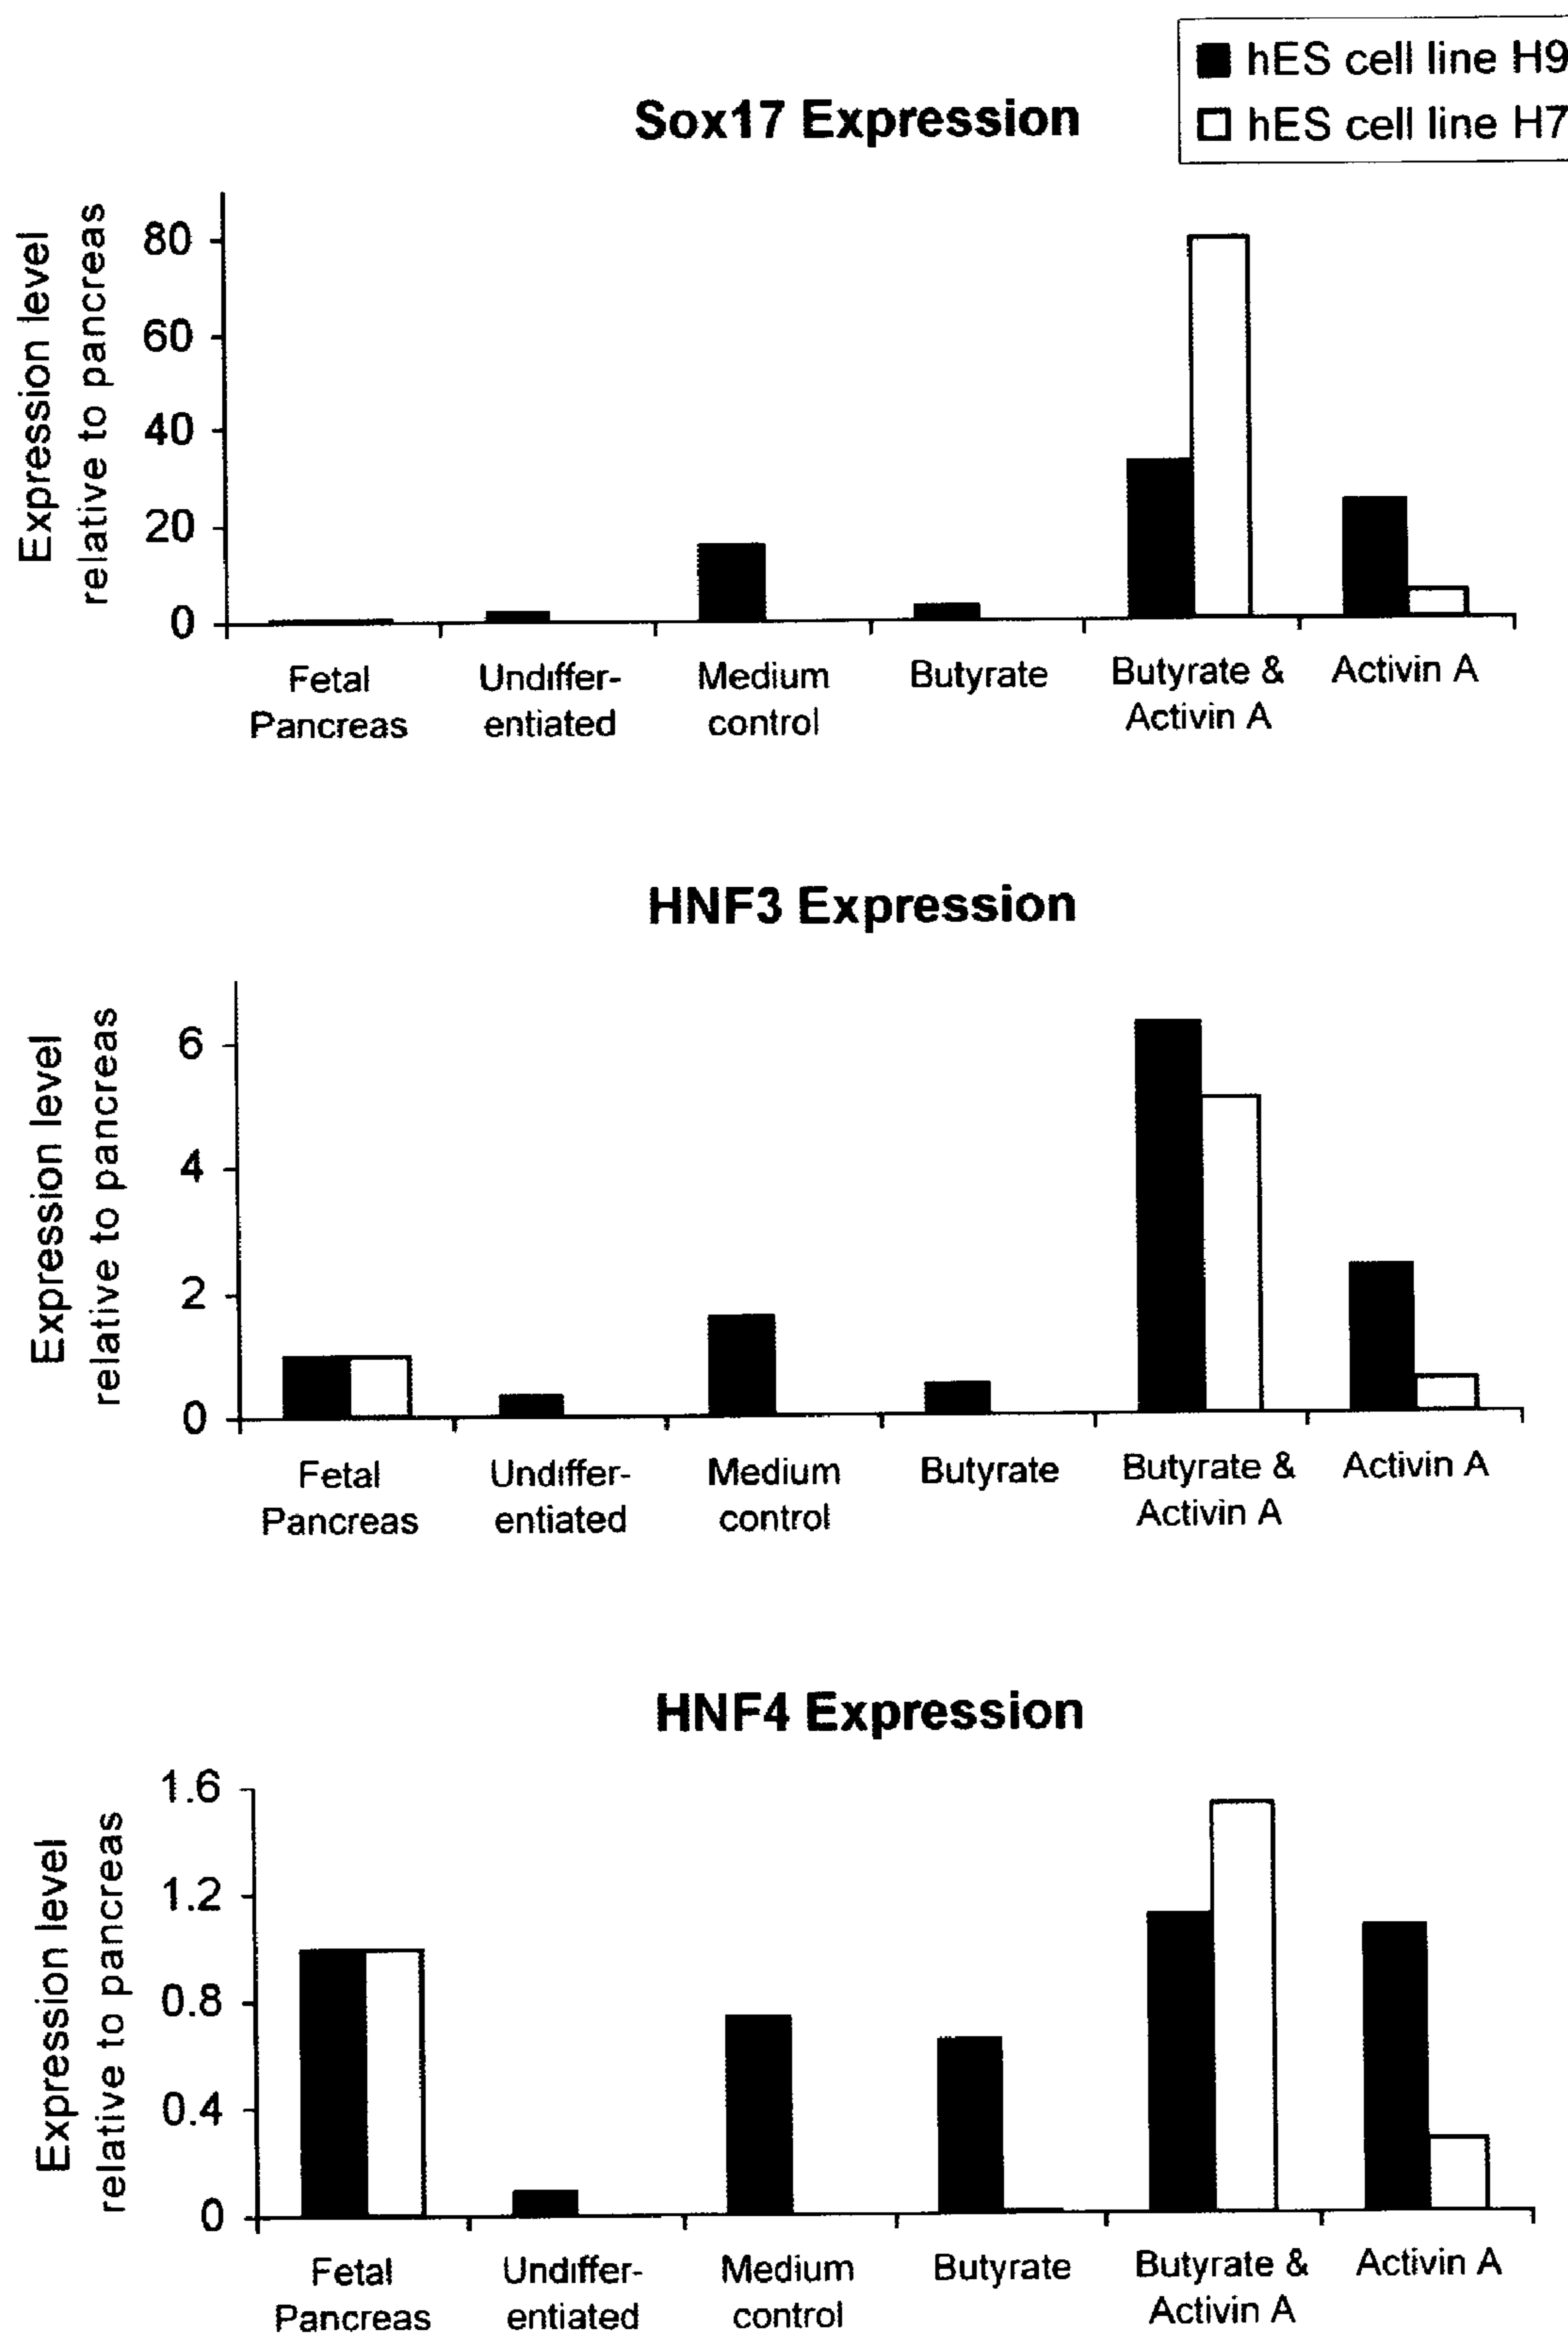 hES cell line H9
hES cell line H7
Sox17 Expression
Expression level
relative to pancreas
80
60
40
20
0
Fetal
Pancreas
Undiffer-
entiated
Medium
control
Butyrate
Butyrate &
Activin A
Activin A
HNF3 Expression
Expression level
relative to pancreas
6
4
2
0
Fetal
Pancreas
Undiffer-
entiated
Medium
control
Butyrate
Butyrate &
Activin A
Activin A
HNF4 Expression
Expression level
relative to pancreas
1.6
1.2
0.8
0.4
0
Fetal
Pancreas
Undiffer-
entiated
Medium
control
Butyrate
Butyrate &
Activin A
Activin A